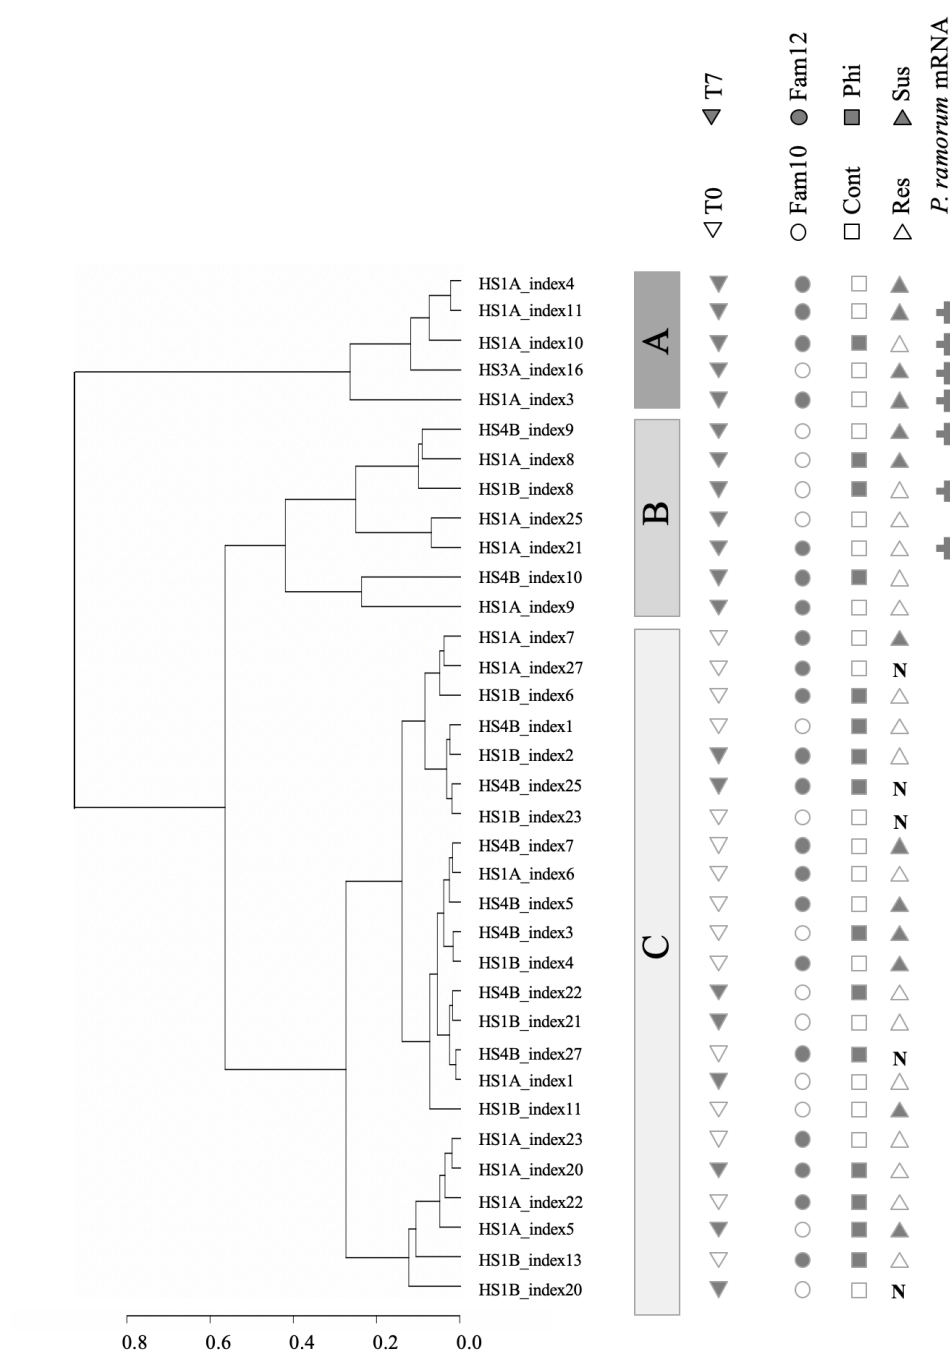 T0 T7
Fam10 Fam12
Cont Phi
Res Sus
P. ramorum mRNA
HS1A_index4
HS1A_index11
HS1A_index10
HS3A_index16
HS1A_index3
A
HS4B_index9
HS1A_index8
HS1B_index8
HS1A_index25
HS1A_index21
HS4B_index10
HS1A_index9
B
HS1A_index7
HS1A_index27 N
HS1B_index6
HS4B_index1
HS1B_index2
HS4B_index25 N
HS1B_index23 N
HS4B_index7
HS1A_index6
HS4B_index5
HS4B_index3
HS1B_index4
HS4B_index22
HS1B_index21
HS4B_index27 N
HS1A_index1
HS1B_index11
HS1A_index23
HS1A_index20
HS1A_index22
HS1A_index5
HS1B_index13
HS1B_index20 N
C
0.8 0.6 0.4 0.2 0.0